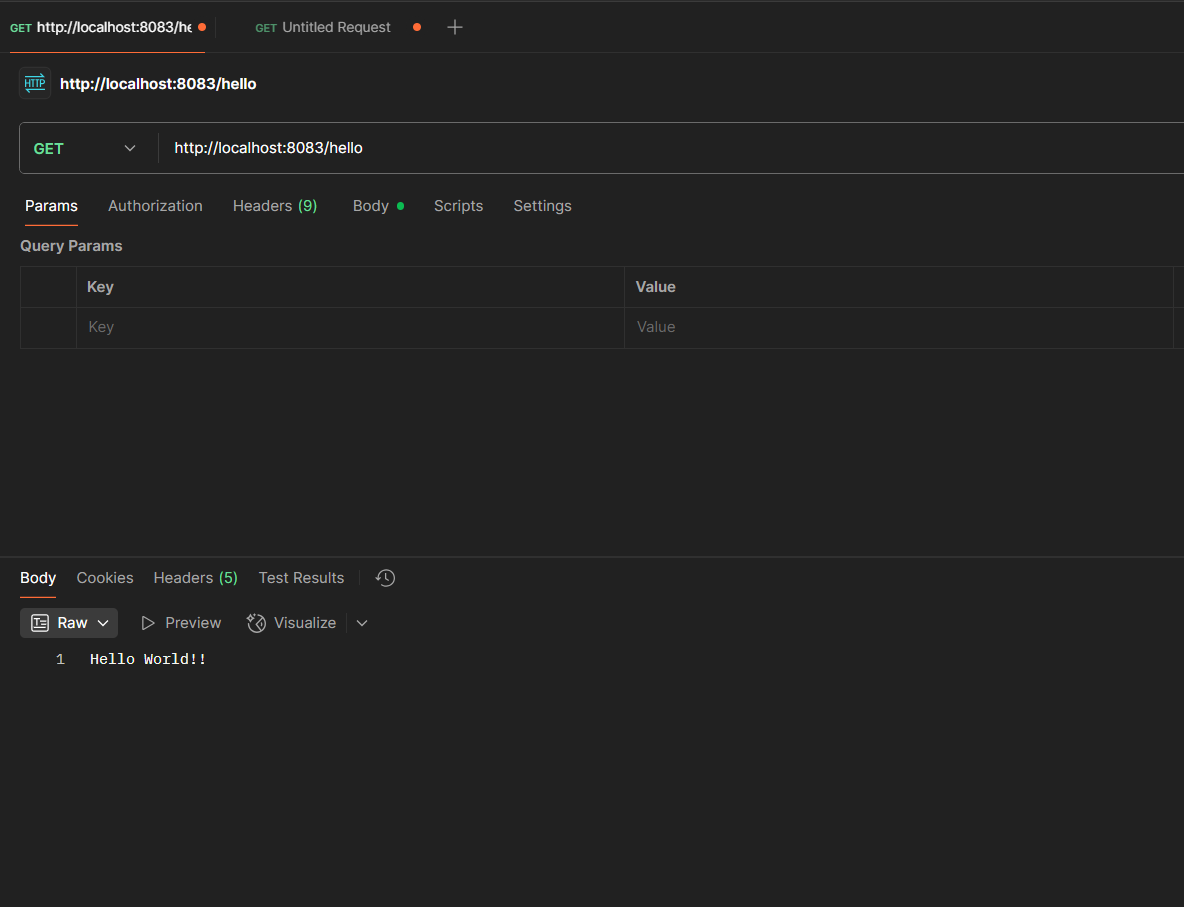 GET http://localhost:8083/he GET Untitled Request
HTTP http://localhost:8083/hello
GET http://localhost:8083/hello
Params Authorization Headers (9) Body Scripts Settings
Query Params
Key Value
Key Value
Body Cookies Headers (5) Test Results
Raw Preview Visualize
1 Hello World!!